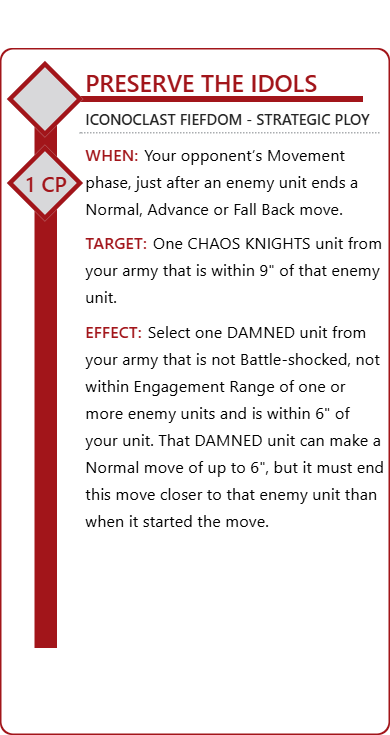 PRESERVE THE IDOLS
ICONOCLAST FIEFDOM - STRATEGIC PLOY
1 CP
WHEN: Your opponent’s Movement
phase, just after an enemy unit ends a
Normal, Advance or Fall Back move.
TARGET: One CHAOS KNIGHTS unit from
your army that is within 9" of that enemy
unit.
EFFECT: Select one DAMNED unit from
your army that is not Battle-shocked, not
within Engagement Range of one or
more enemy units and is within 6" of
your unit. That DAMNED unit can make a
Normal move of up to 6", but it must end
this move closer to that enemy unit than
when it started the move.